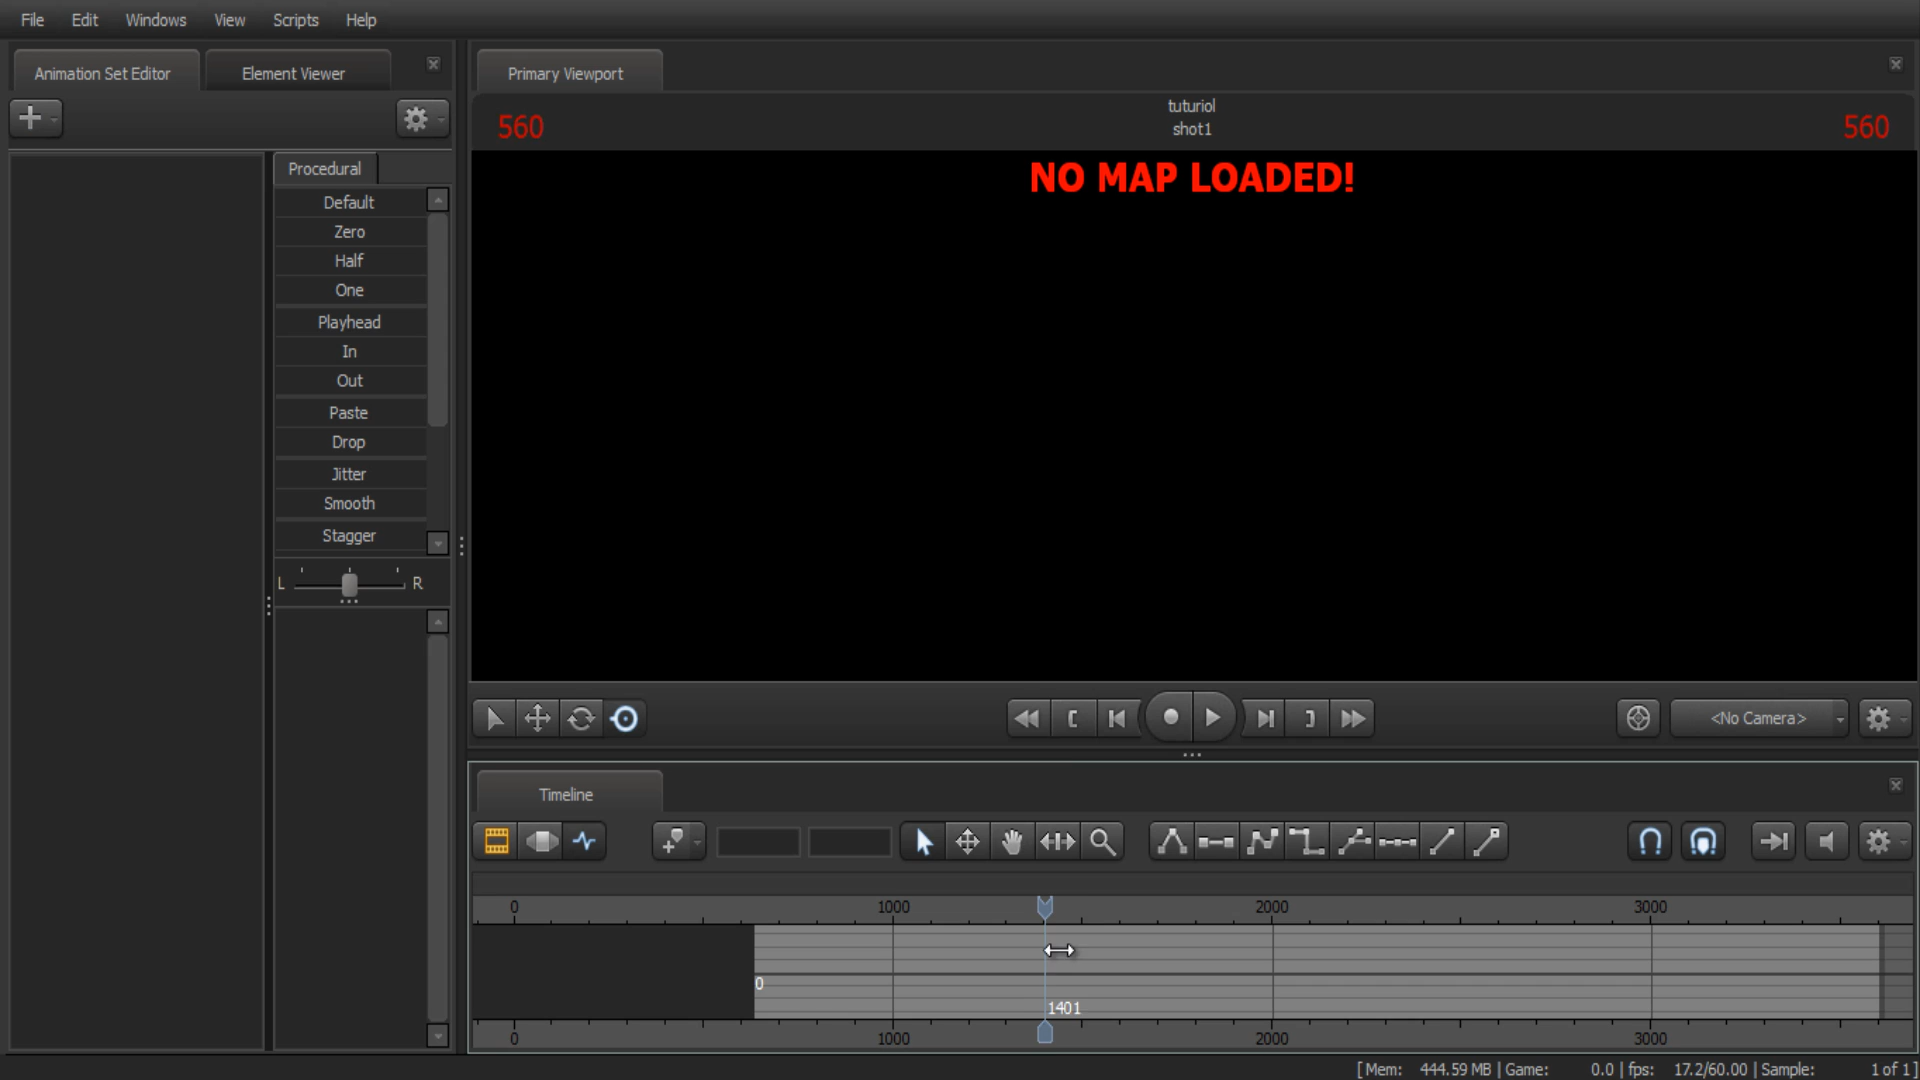 File Edit Windows View Scripts Help
Animation Set Editor Element Viewer
Primary Viewport
tuturiol
560 shot1 560
NO MAP LOADED!
Procedural
Default
Zero
Half
One
Playhead
In
Out
Paste
Drop
Jitter
Smooth
Stagger
L R
<No Camera>
Timeline
0 1000 2000 3000
0
1401
0 1000 2000 3000
[ Mem: 444.59 MB | Game: 0.0 | fps: 17.2/60.00 | Sample: 1 of 1 ]